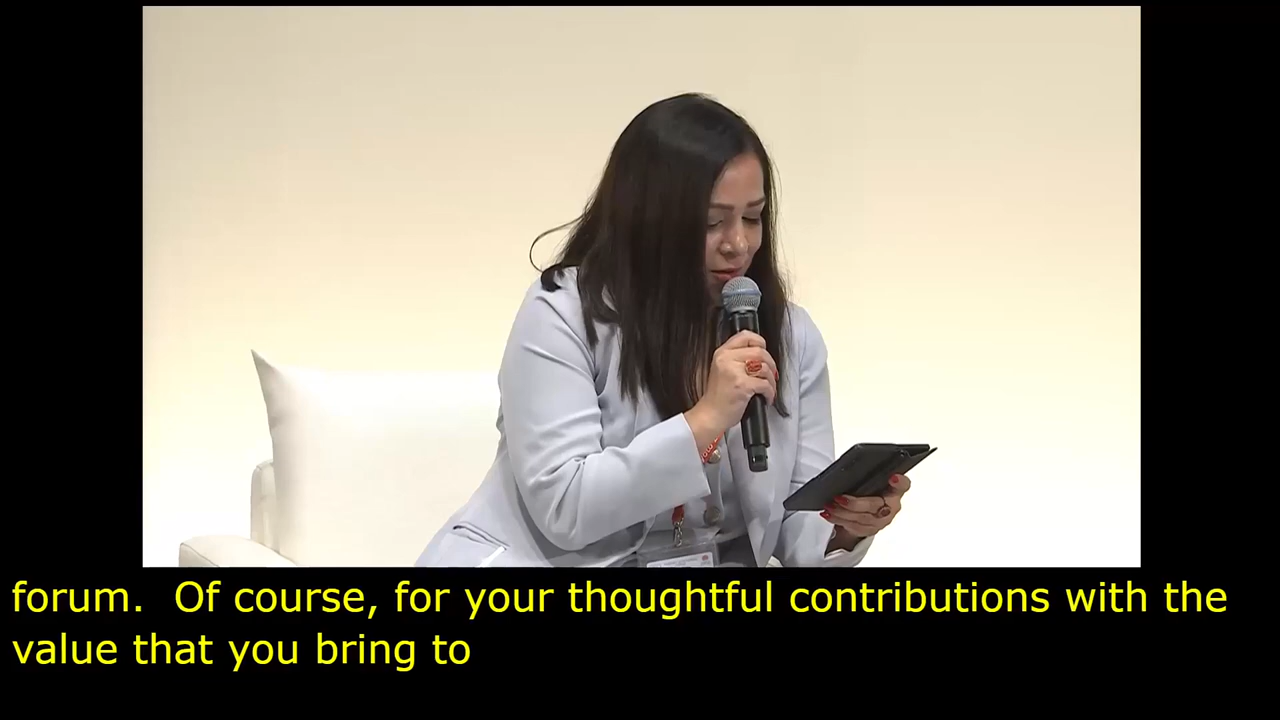 forum.  Of course, for your thoughtful contributions with the
value that you bring to